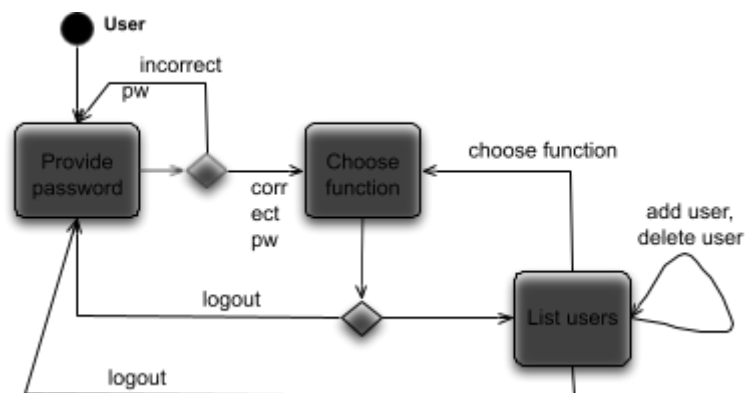 User
incorrect
pw
Provide
password
Choose
function
choose function
corr
ect
pw
add user,
delete user
logout
List users
logout